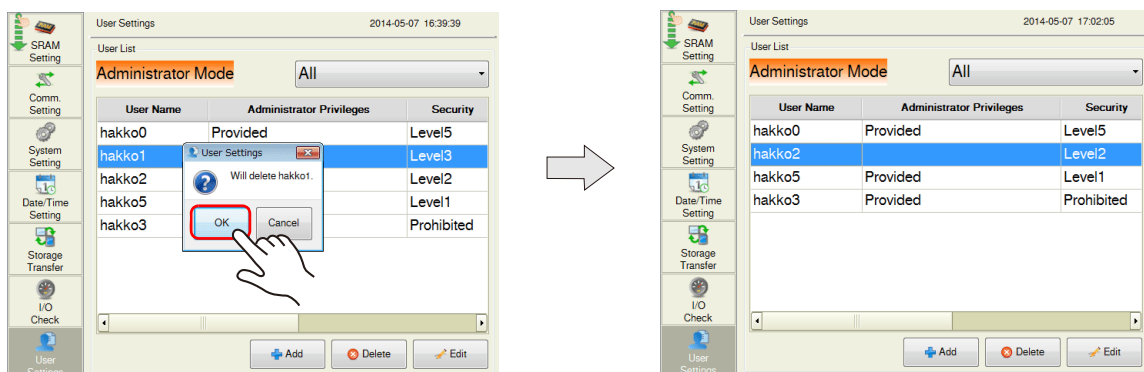 User Settings 2014-05-07 16:39:39
SRAM
Setting
User List
Administrator Mode All
Comm.
Setting
User Name Administrator Privileges Security
hakko0 Provided Level5
System
Setting
hakko1 Level3
User Settings
Will delete hakko1.
hakko2 Level2
Date/Time
Setting
hakko5 Level1
OK Cancel
hakko3 Prohibited
Storage
Transfer
I/O
Check
Add Delete Edit
User
Settings
User Settings 2014-05-07 17:02:05
SRAM
Setting
User List
Administrator Mode All
Comm.
Setting
User Name Administrator Privileges Security
hakko0 Provided Level5
System
Setting
hakko2 Level2
hakko5 Provided Level1
Date/Time
Setting
hakko3 Provided Prohibited
Storage
Transfer
I/O
Check
Add Delete Edit
User
Settings